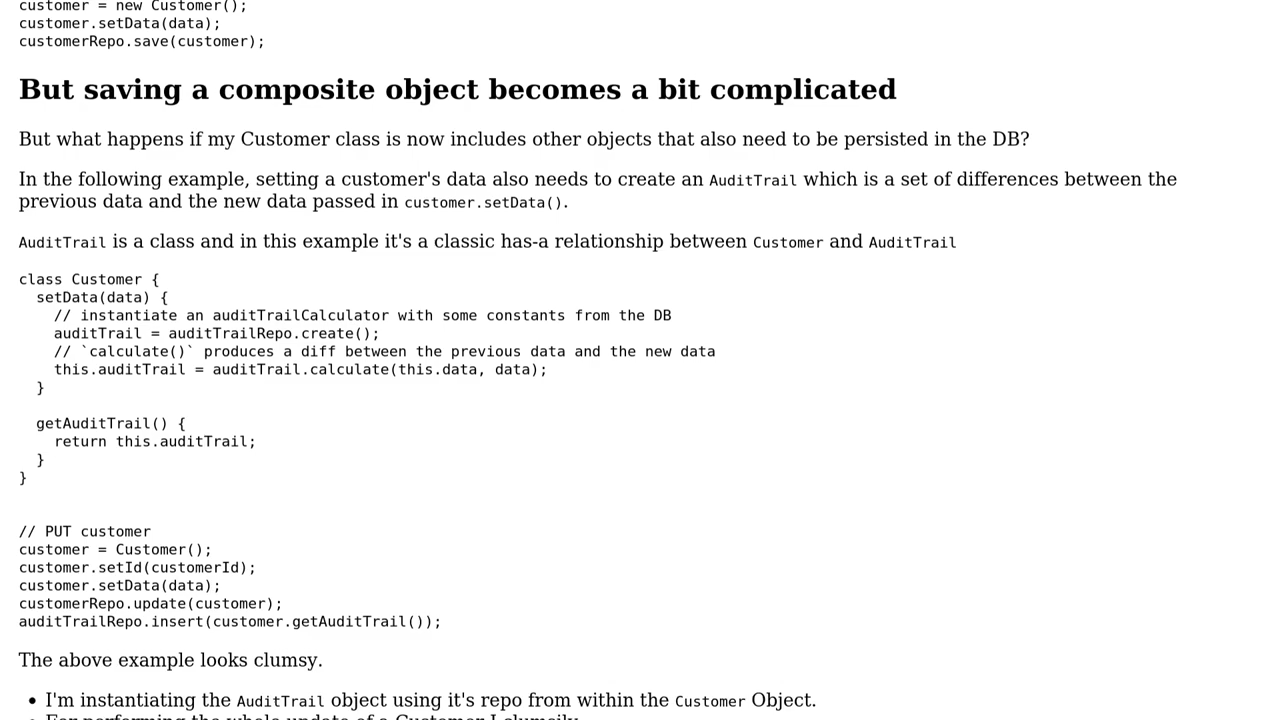 customer = new Customer();
customer.setData(data);
customerRepo.save(customer);
But saving a composite object becomes a bit complicated
But what happens if my Customer class is now includes other objects that also need to be persisted in the DB?
In the following example, setting a customer's data also needs to create an AuditTrail which is a set of differences between the
previous data and the new data passed in customer.setData().
AuditTrail is a class and in this example it's a classic has-a relationship between Customer and AuditTrail
class Customer {
  setData(data) {
    // instantiate an auditTrailCalculator with some constants from the DB
    auditTrail = auditTrailRepo.create();
    // `calculate()` produces a diff between the previous data and the new data
    this.auditTrail = auditTrail.calculate(this.data, data);
  }
  getAuditTrail() {
    return this.auditTrail;
  }
}
// PUT customer
customer = Customer();
customer.setId(customerId);
customer.setData(data);
customerRepo.update(customer);
auditTrailRepo.insert(customer.getAuditTrail());
The above example looks clumsy.
• I'm instantiating the AuditTrail object using it's repo from within the Customer Object.
• For performing the whole update of a Customer I clumsily